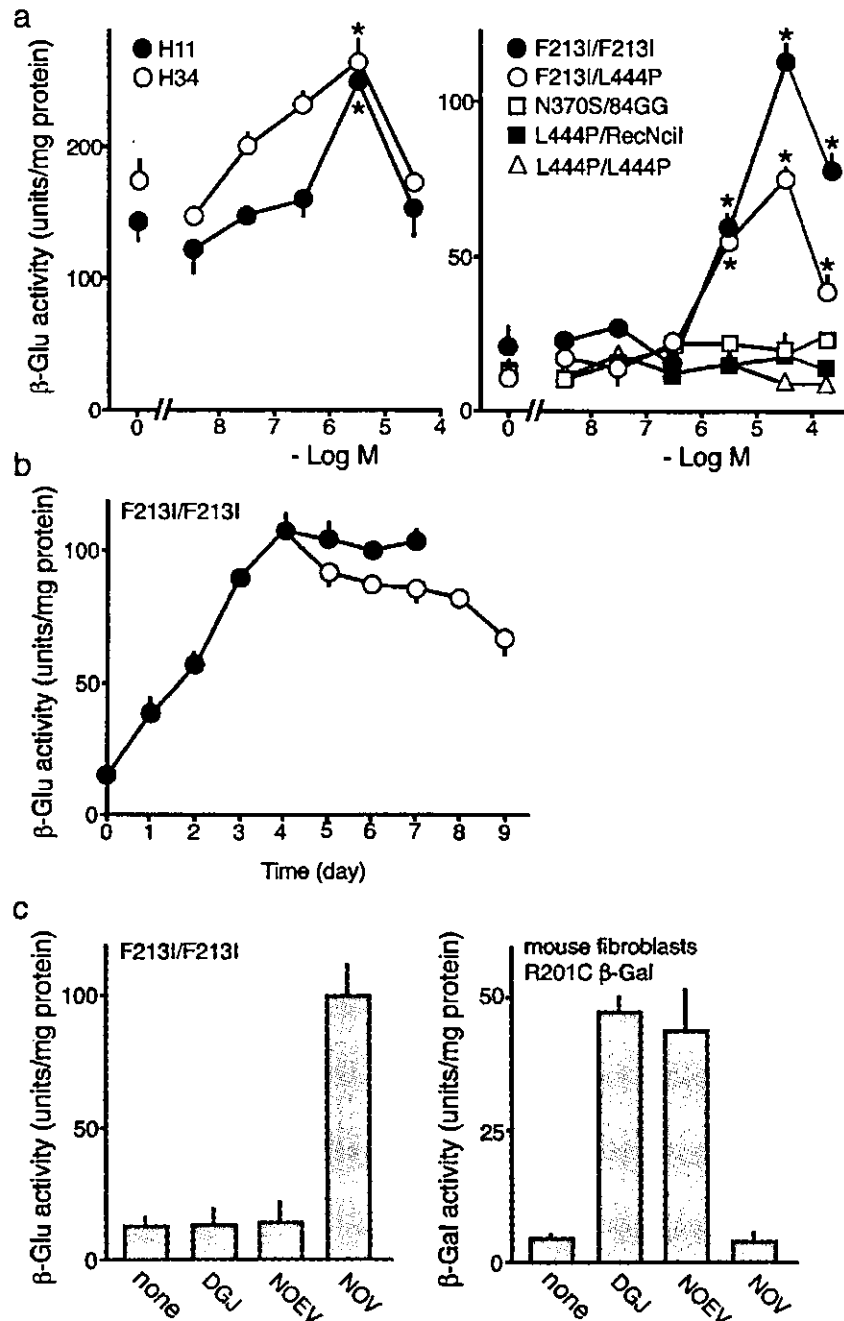 a
β-Glu activity (units/mg protein)
200
100
0
H11
H34
0 8 7 6 5 4
- Log M
100
50
0
F213I/F213I
F213I/L444P
N370S/84GG
L444P/RecNciI
L444P/L444P
0 8 7 6 5 4
- Log M
b
β-Glu activity (units/mg protein)
F213I/F213I
100
50
0
0 1 2 3 4 5 6 7 8 9
Time (day)
c
β-Glu activity (units/mg protein)
F213I/F213I
100
50
0
none DGJ NOEV NOV
β-Gal activity (units/mg protein)
mouse fibroblasts
R201C β-Gal
50
25
0
none DGJ NOEV NOV